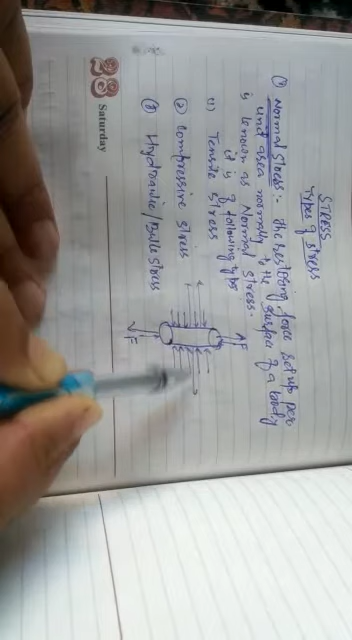 STRESS
Types of stress
① Normal Stress:- the restoring force set up per
unit area normally to the surface of a body
is known as Normal stress.
it is of following types
(1) Tensile stress
② Compressive stress
③ Hydraulic/Bulk Stress
F
F
28 Saturday